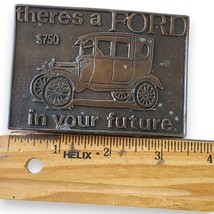 theres a FORD
$750
in your future.
HELIX
1 2 3 4